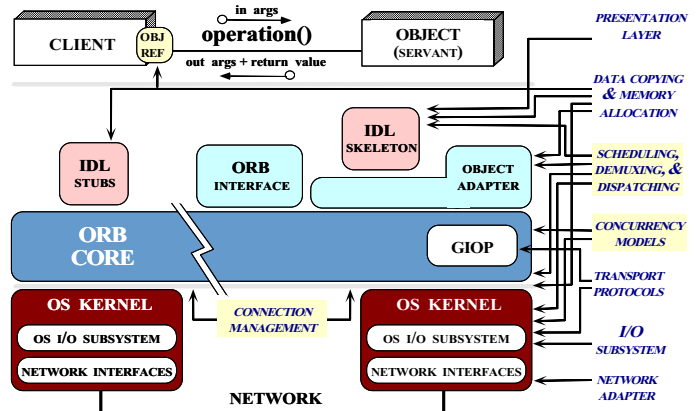 in args
operation()
out args + return value
CLIENT
OBJ
REF
OBJECT
(SERVANT)
PRESENTATION
LAYER
DATA COPYING
& MEMORY
ALLOCATION
IDL
STUBS
ORB
INTERFACE
IDL
SKELETON
OBJECT
ADAPTER
SCHEDULING,
DEMUXING, &
DISPATCHING
ORB
CORE
GIOP
CONCURRENCY
MODELS
TRANSPORT
PROTOCOLS
OS KERNEL
OS I/O SUBSYSTEM
NETWORK INTERFACES
CONNECTION
MANAGEMENT
OS KERNEL
OS I/O SUBSYSTEM
NETWORK INTERFACES
I/O
SUBSYSTEM
NETWORK
ADAPTER
NETWORK